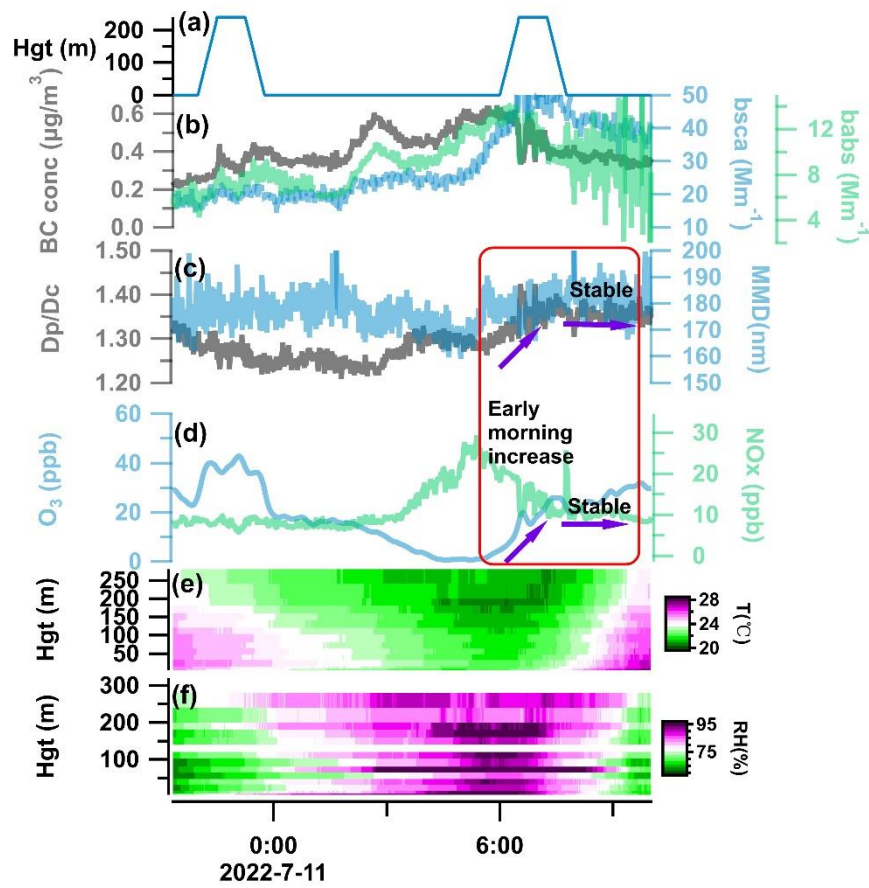 (a)
Hgt (m)
200
100
0
(b)
BC conc (µg/m³)
0.6
0.4
0.2
0.0
50
40
30
20
10
bsca (Mm⁻¹)
12
8
4
babs (Mm⁻¹)
(c)
Dp/Dc
1.50
1.40
1.30
1.20
200
190
180
170
160
150
MMD(nm)
Stable
Early
morning
increase
(d)
O₃ (ppb)
60
40
20
0
30
20
10
0
NOx (ppb)
Stable
(e)
Hgt (m)
250
200
150
100
50
28
24
20
T(℃)
(f)
Hgt (m)
300
200
100
95
75
RH(%)
0:00
6:00
2022-7-11